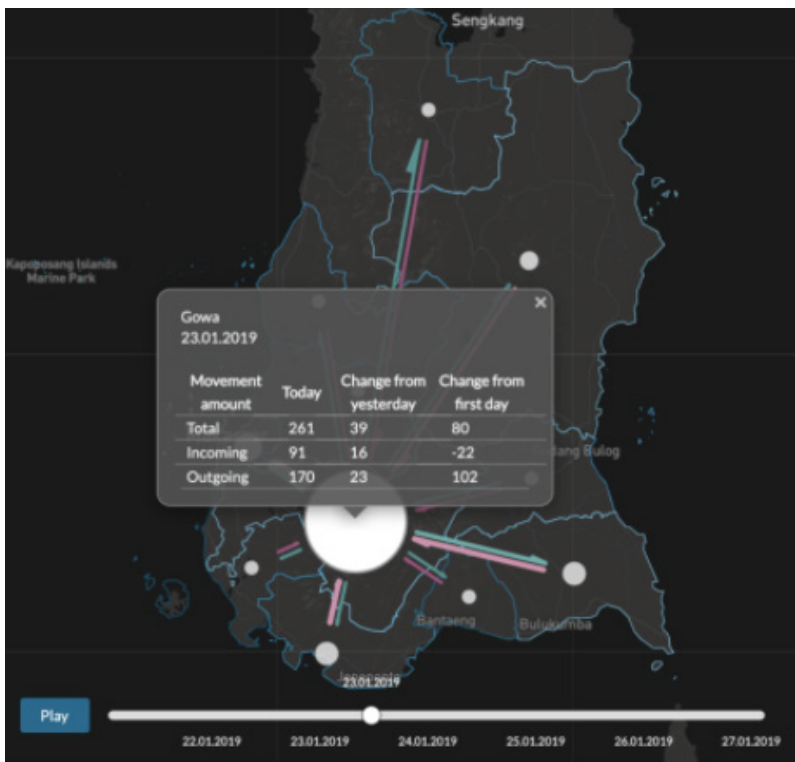 Sengkang
Kapoposang Islands
Marine Park
Gowa
23.01.2019
×
Movement amount Today Change from yesterday Change from first day
Total 261 39 80
Incoming 91 16 -22
Outgoing 170 23 102
dang Bulog
Bantaeng
Bulukumba
23.01.2019
Play
22.01.2019 23.01.2019 24.01.2019 25.01.2019 26.01.2019 27.01.2019